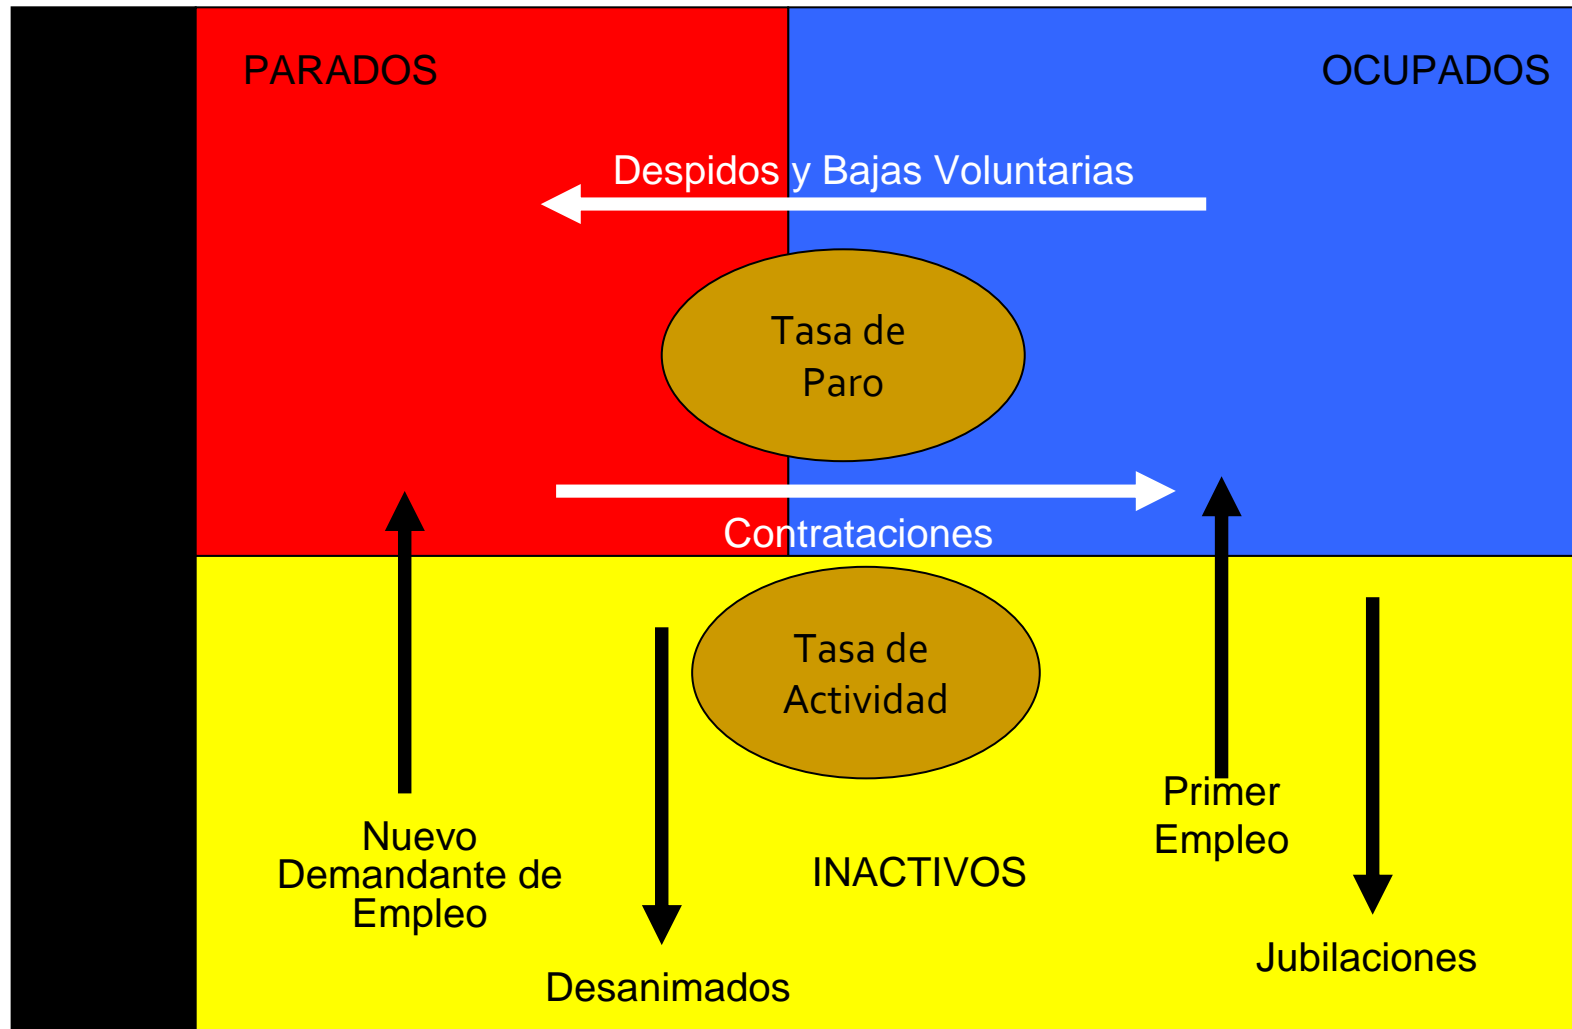 PARADOS
OCUPADOS
Despidos y Bajas Voluntarias
Tasa de
Paro
Contrataciones
Tasa de
Actividad
Primer
Empleo
Nuevo
Demandante de
Empleo
INACTIVOS
Jubilaciones
Desanimados